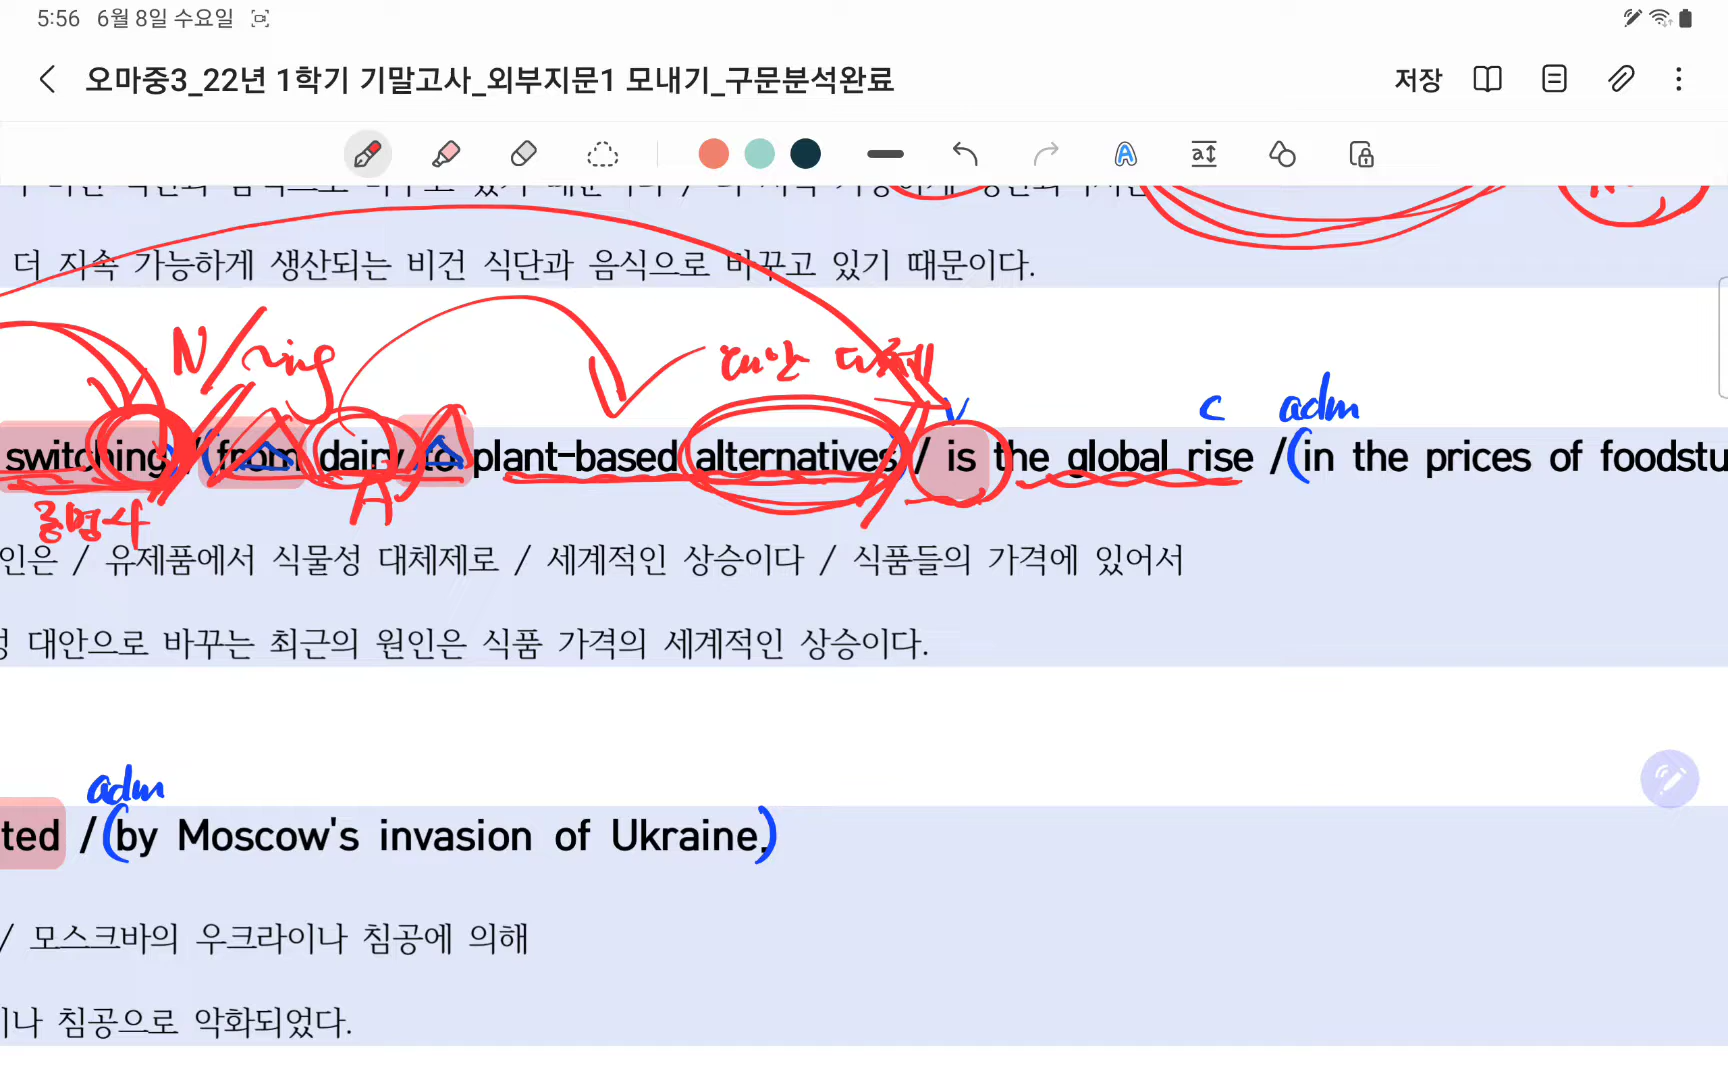 5:56 6월 8일 수요일
오마중3_22년 1학기 기말고사_외부지문1 모내기_구문분석완료
저장
더 지속 가능하게 생산되는 비건 식단과 음식으로 바꾸고 있기 때문이다.
N/~ing
대안 대체
V C adm
switching / (from dairy to plant-based alternatives) / is the global rise / (in the prices of foodstu
동명사 A
인은 / 유제품에서 식물성 대체제로 / 세계적인 상승이다 / 식품들의 가격에 있어서
대안으로 바꾸는 최근의 원인은 식품 가격의 세계적인 상승이다.
adm
ted / (by Moscow's invasion of Ukraine.)
/ 모스크바의 우크라이나 침공에 의해
이나 침공으로 악화되었다.